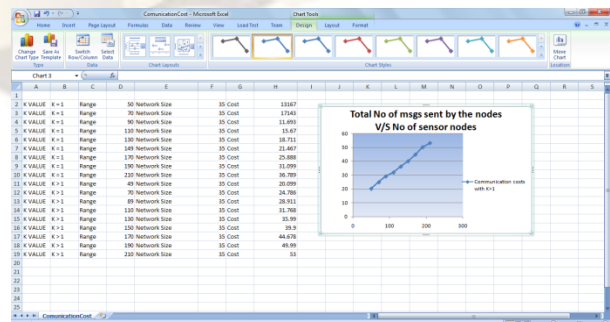 ComunicationCost - Microsoft Excel Chart Tools
Home Insert Page Layout Formulas Data Review View Load Test Team Design Layout Format
Change Chart Type Save As Template Switch Row/Column Select Data Move Chart
Type Data Chart Layouts Chart Styles Location
Chart 3 fx
A B C D E F G H I J K L M N O P Q R S
1
2 K VALUE K = 1 Range 50 Network Size 35 Cost 13167
3 K VALUE K = 1 Range 70 Network Size 35 Cost 17143
4 K VALUE K = 1 Range 90 Network Size 35 Cost 11.693
5 K VALUE K = 1 Range 110 Network Size 35 Cost 15.67
6 K VALUE K = 1 Range 130 Network Size 35 Cost 18.711
7 K VALUE K = 1 Range 149 Network Size 35 Cost 21.467
8 K VALUE K = 1 Range 170 Network Size 35 Cost 25.888
9 K VALUE K = 1 Range 190 Network Size 35 Cost 31.099
10 K VALUE K = 1 Range 210 Network Size 35 Cost 36.789
11 K VALUE K > 1 Range 49 Network Size 35 Cost 20.099
12 K VALUE K > 1 Range 70 Network Size 35 Cost 24.786
13 K VALUE K > 1 Range 89 Network Size 35 Cost 28.911
14 K VALUE K > 1 Range 110 Network Size 35 Cost 31.768
15 K VALUE K > 1 Range 130 Network Size 35 Cost 35.99
16 K VALUE K > 1 Range 150 Network Size 35 Cost 39.9
17 K VALUE K > 1 Range 170 Network Size 35 Cost 44.678
18 K VALUE K > 1 Range 190 Network Size 35 Cost 49.99
19 K VALUE K > 1 Range 210 Network Size 35 Cost 53
20
21
22
23
24
25
Total No of msgs sent by the nodes
V/S No of sensor nodes
60
50
40
30
20
10
0
0 100 200 300
Communication costs
with K>1
ComunicationCost